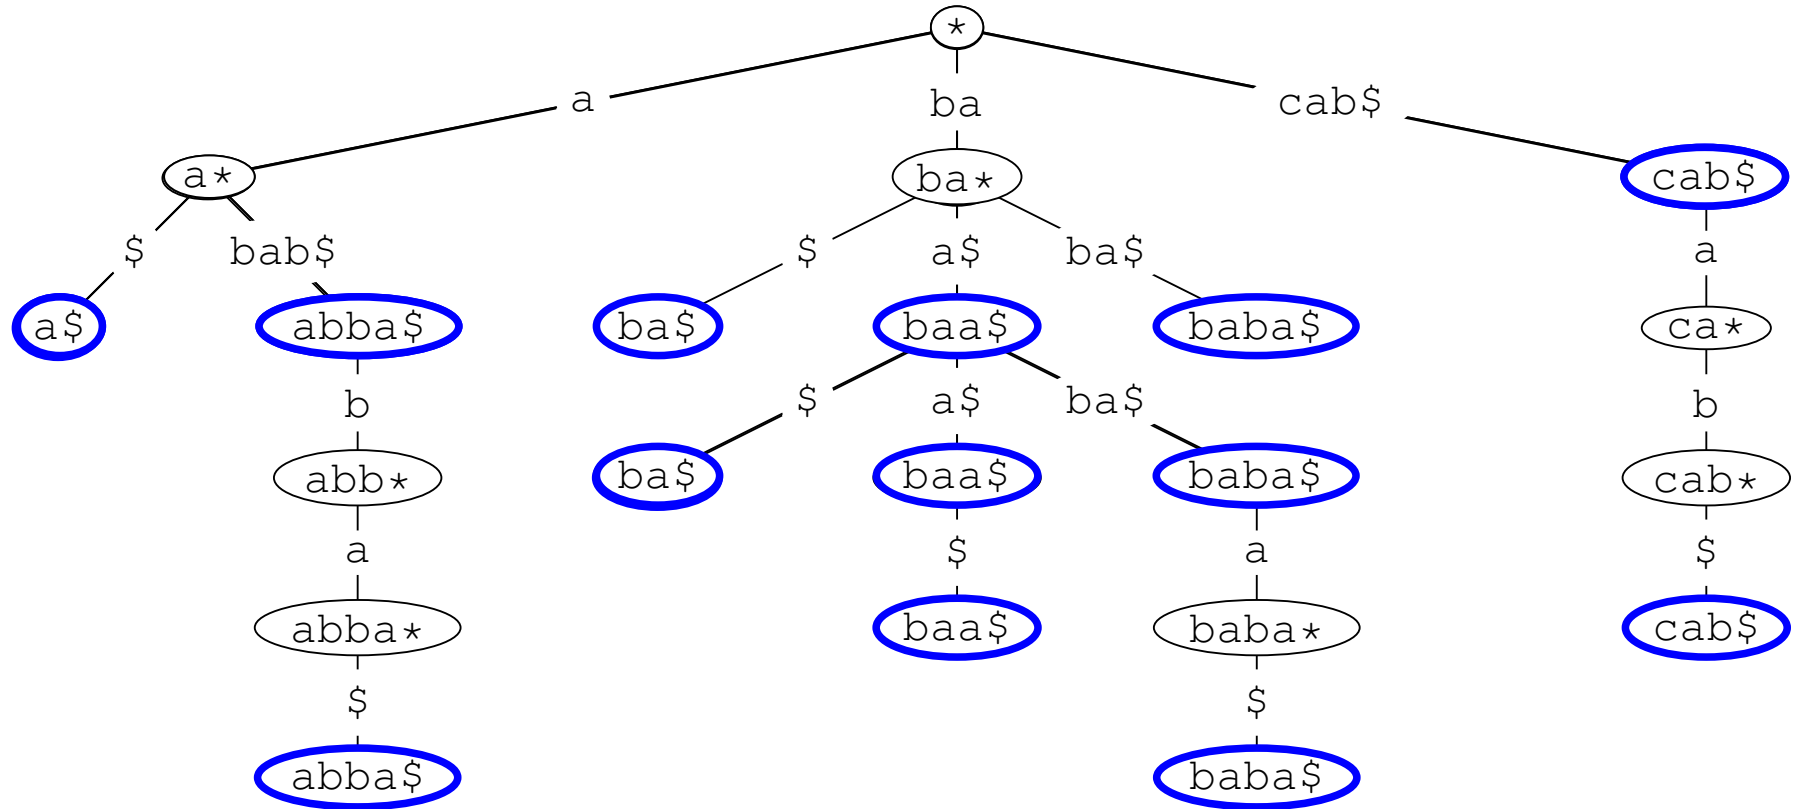 *
a ba cab$
a* ba* cab$
$ bab$ $ a$ ba$ a
a$ abba$ ba$ baa$ baba$ ca*
b $ a$ ba$ b
abb* ba$ baa$ baba$ cab*
a $ a $
abba* baa$ baba* cab$
$ $
abba$ baba$